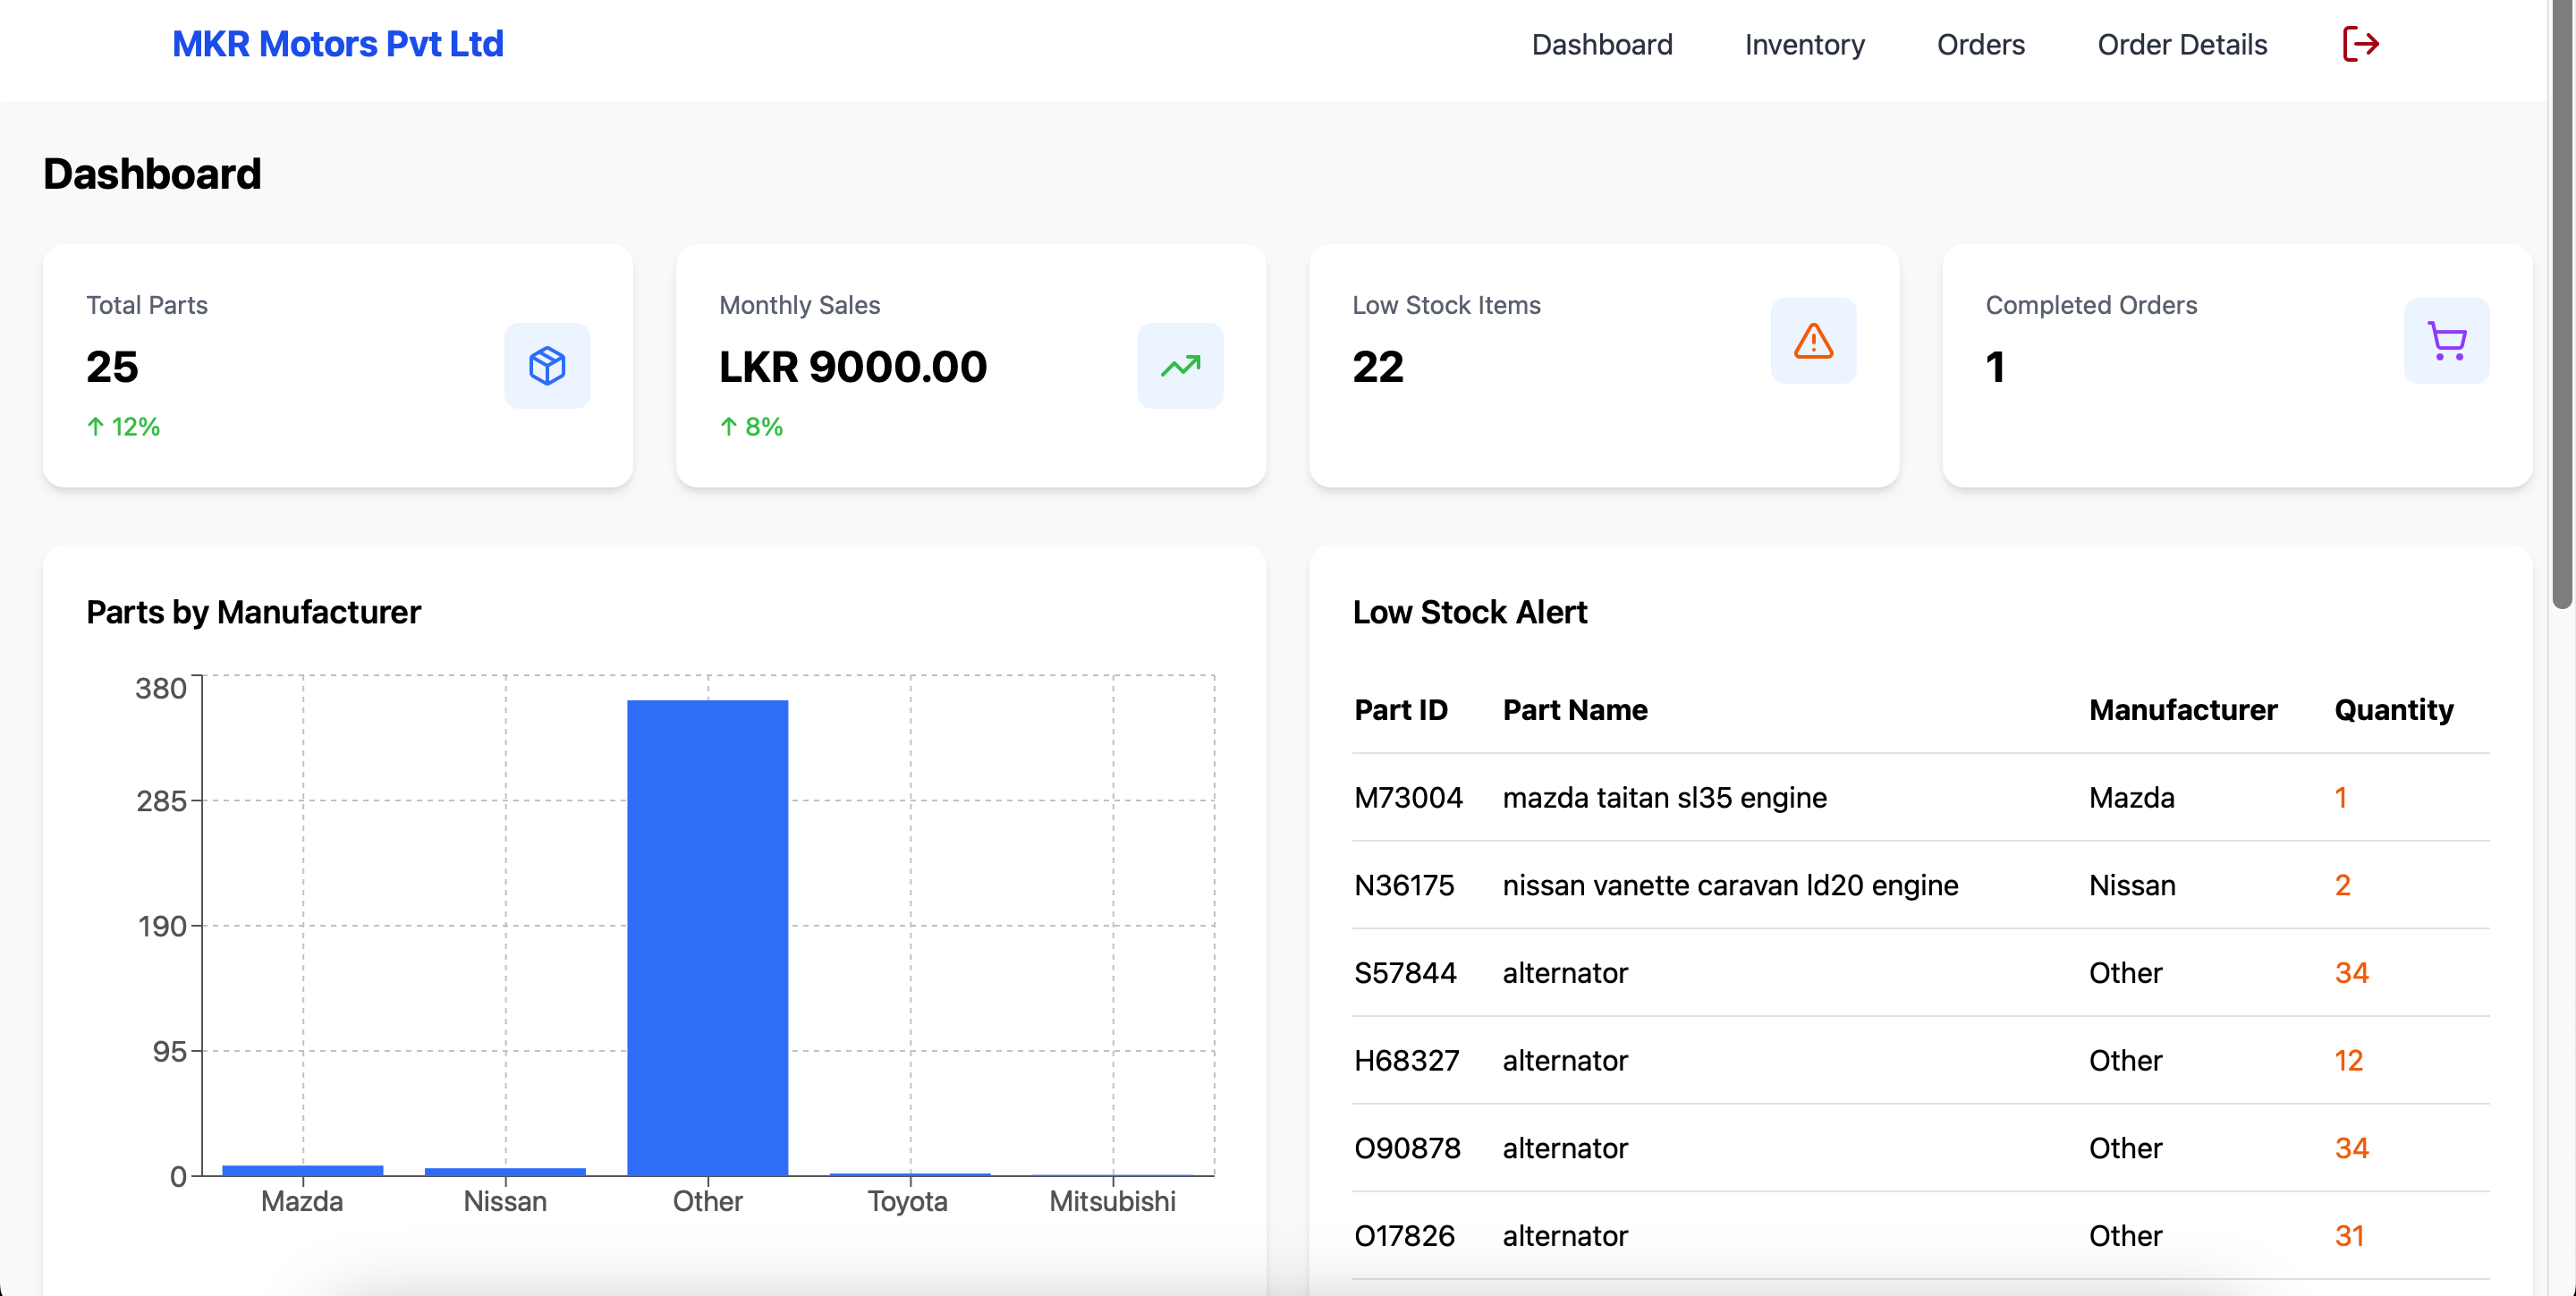 MKR Motors Pvt Ltd
Dashboard Inventory Orders Order Details
Dashboard
Total Parts
25
↑ 12%
Monthly Sales
LKR 9000.00
↑ 8%
Low Stock Items
22
Completed Orders
1
Parts by Manufacturer
380
285
190
95
0
Mazda Nissan Other Toyota Mitsubishi
Low Stock Alert
Part ID Part Name Manufacturer Quantity
M73004 mazda taitan sl35 engine Mazda 1
N36175 nissan vanette caravan ld20 engine Nissan 2
S57844 alternator Other 34
H68327 alternator Other 12
O90878 alternator Other 34
O17826 alternator Other 31